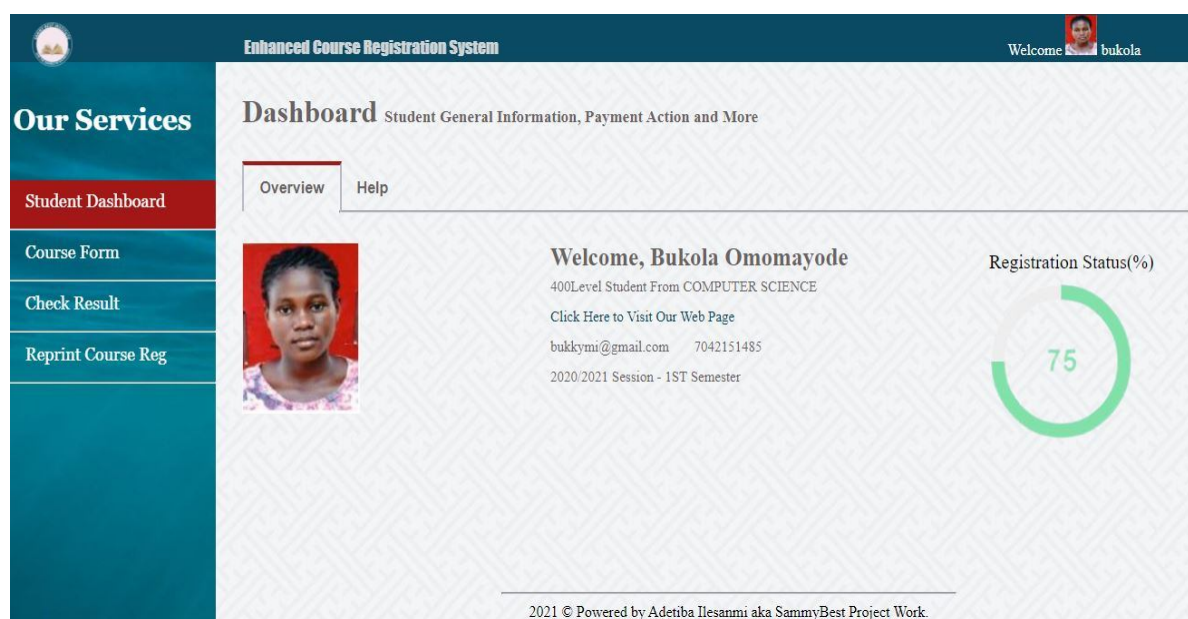 Enhanced Course Registration System
Welcome bukola
Our Services
Student Dashboard
Course Form
Check Result
Reprint Course Reg
Dashboard Student General Information, Payment Action and More
Overview Help
Welcome, Bukola Omomayode
400Level Student From COMPUTER SCIENCE
Click Here to Visit Our Web Page
bukkymi@gmail.com 7042151485
2020/2021 Session - 1ST Semester
Registration Status(%)
75
2021 © Powered by Adetiba Ilesanmi aka SammyBest Project Work.